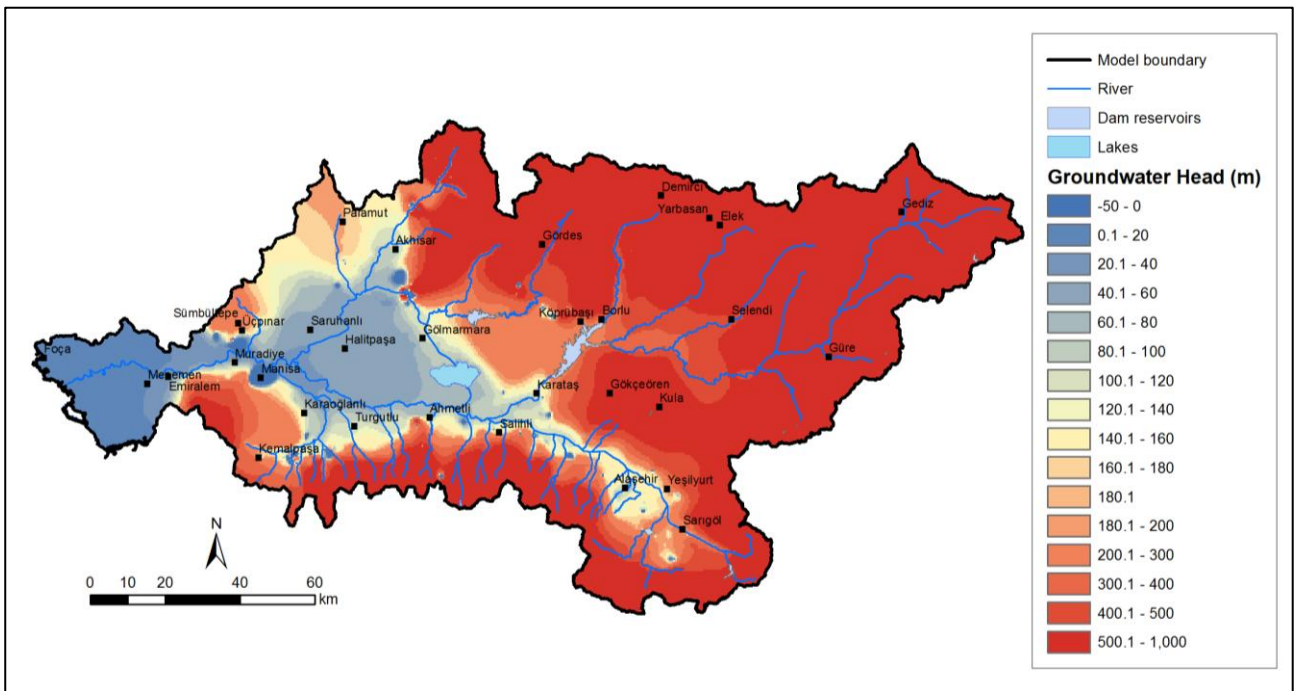 Model boundary
River
Dam reservoirs
Lakes
Groundwater Head (m)
-50 - 0
0.1 - 20
20.1 - 40
40.1 - 60
60.1 - 80
80.1 - 100
100.1 - 120
120.1 - 140
140.1 - 160
160.1 - 180
180.1
180.1 - 200
200.1 - 300
300.1 - 400
400.1 - 500
500.1 - 1,000
Demirci
Yarbasan
Elek
Gediz
Palamut
Akhisar
Gördes
Sümbültepe
Üçpınar
Saruhanlı
Köprübaşı
Borlu
Selendi
Gölmarmara
Halitpaşa
Foça
Muradiye
Güre
Menemen
Manisa
Emiralem
Karataş
Gökçeören
Kula
Karaoğlanlı
Ahmetli
Turgutlu
Salihli
Kemalpaşa
Alaşehir
Yeşilyurt
Sarıgöl
N
0 10 20 40 60
km